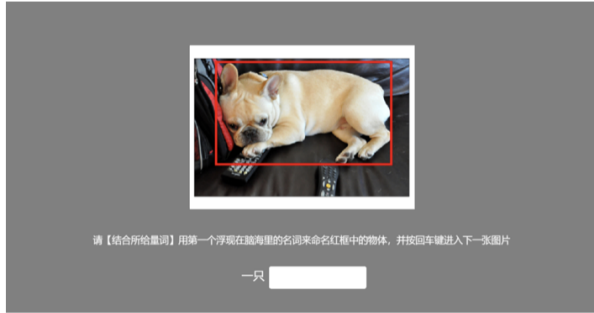 请【结合所给量词】用第一个浮现在脑海里的名词来命名红框中的物体，并按回车键进入下一张图片
一只